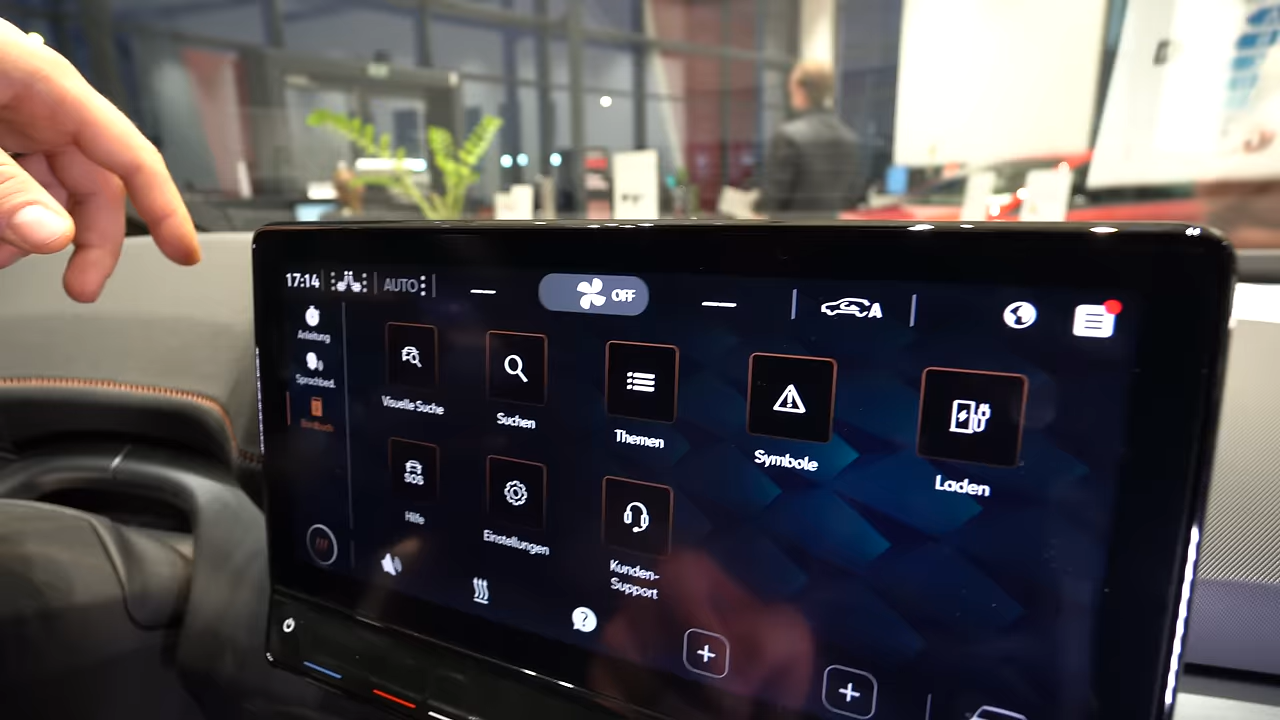 17:14
AUTO
OFF
A
Anleitung
Sprachbed.
Visuelle Suche
Suchen
Themen
Symbole
Laden
SOS
Hilfe
Einstellungen
Kunden-
Support